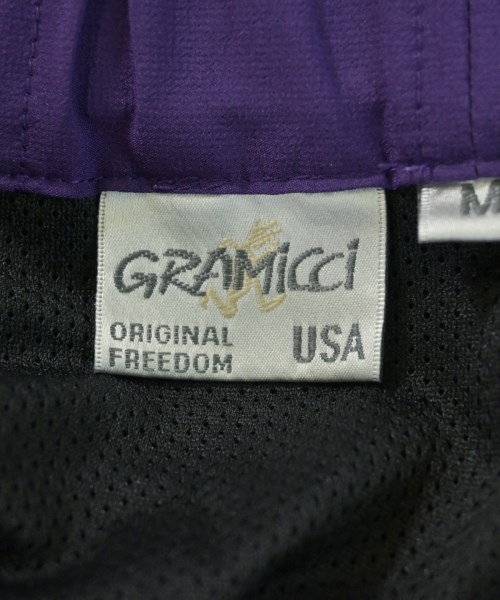 GRAMiCCi
ORIGINAL
FREEDOM
USA
M